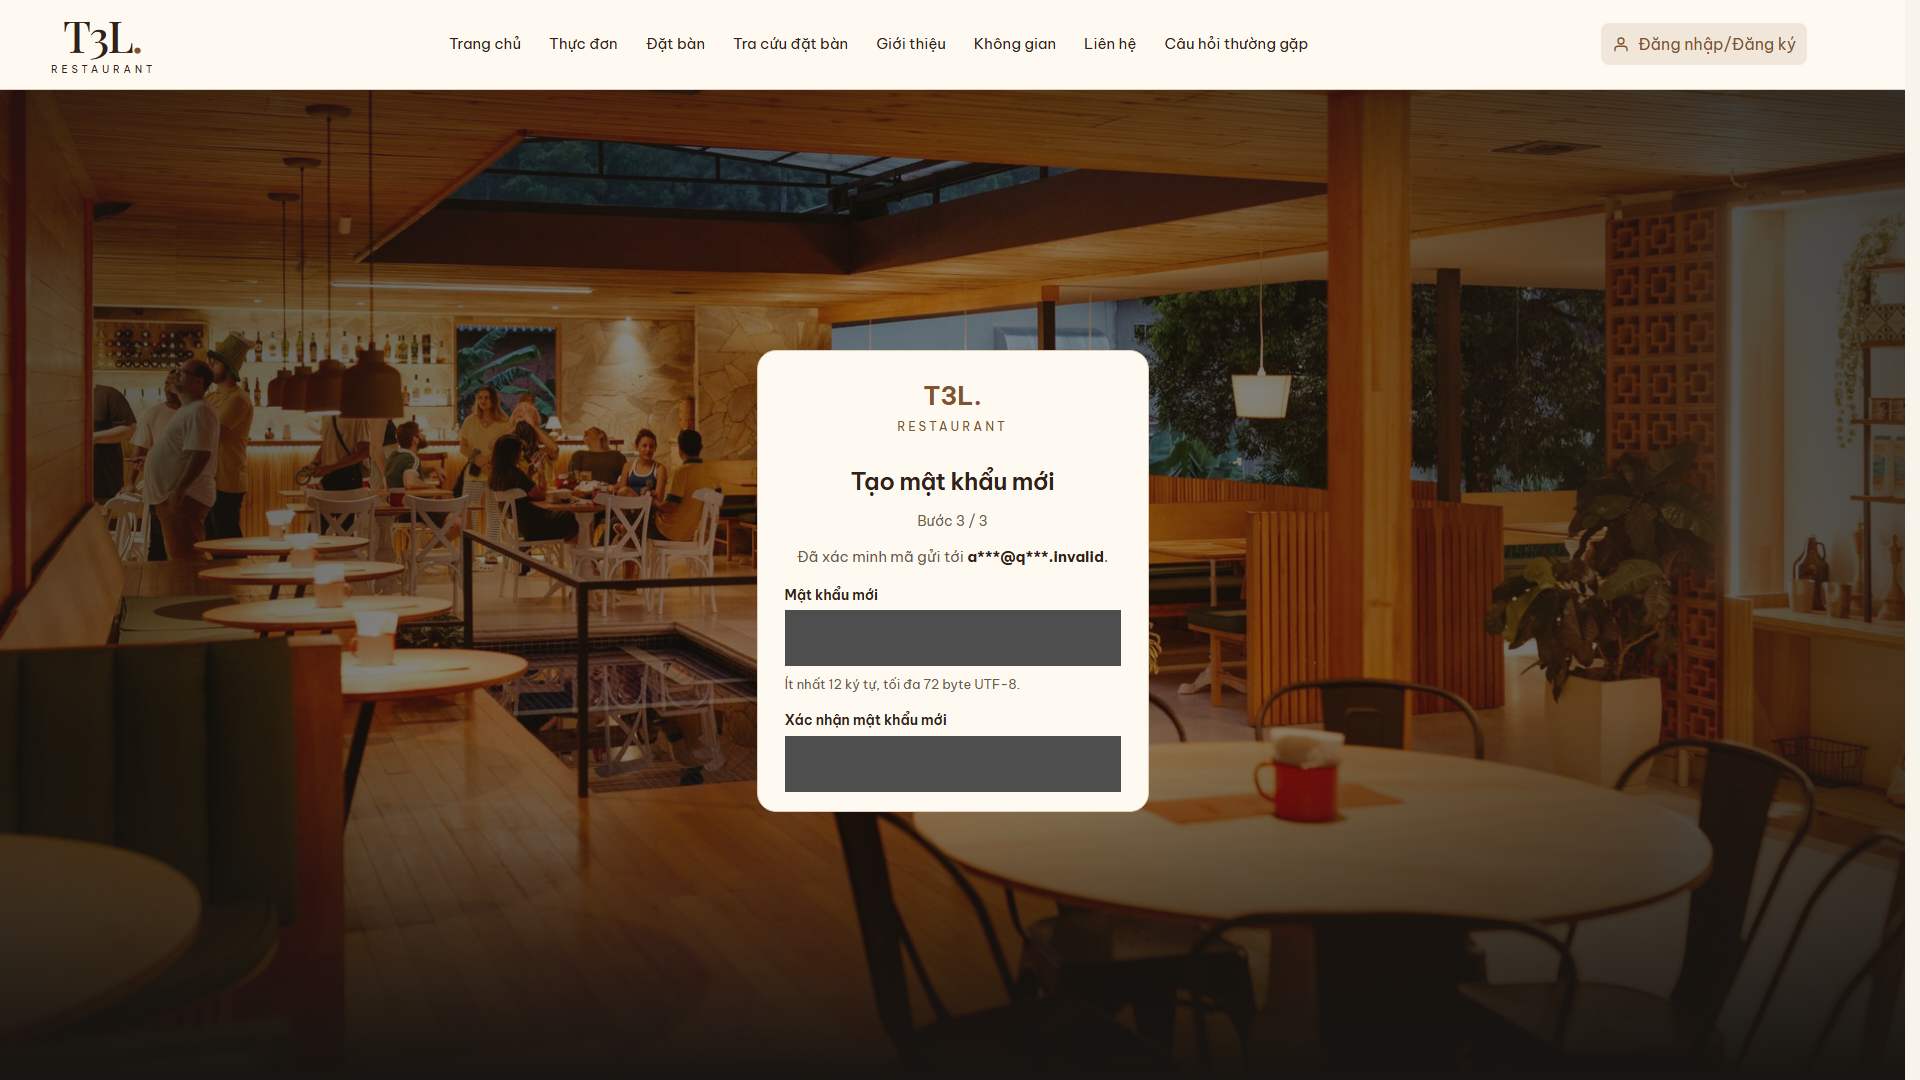 T3L.
RESTAURANT
Trang chủ
Thực đơn
Đặt bàn
Tra cứu đặt bàn
Giới thiệu
Không gian
Liên hệ
Câu hỏi thường gặp
Đăng nhập/Đăng ký
T3L.
RESTAURANT
Tạo mật khẩu mới
Bước 3 / 3
Đã xác minh mã gửi tới a***@q***.invalid.
Mật khẩu mới
Ít nhất 12 ký tự, tối đa 72 byte UTF-8.
Xác nhận mật khẩu mới